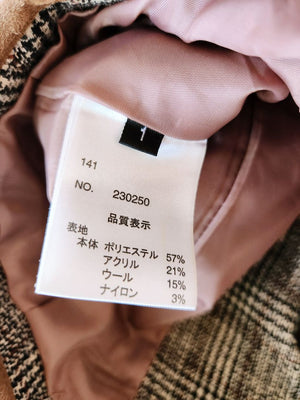 1
141
NO. 230250
品質表示
表地
本体 ポリエステル 57%
アクリル 21%
ウール 15%
ナイロン 3%